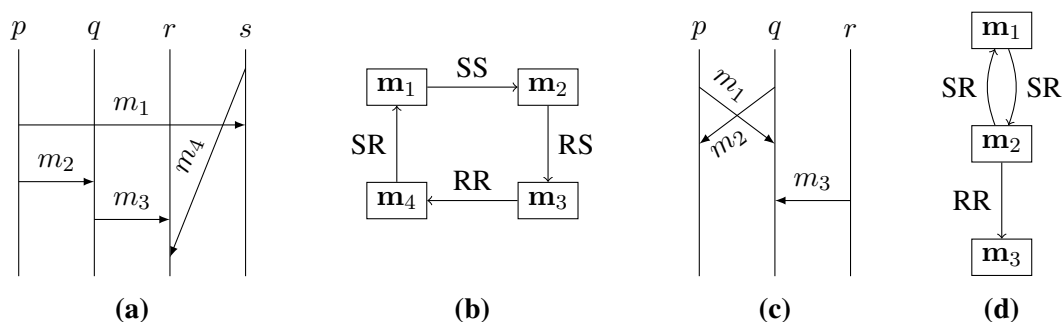 p q r s
m₁
m₂
m₃
m₄
(a)
m₁ SS m₂
SR RS
m₄ RR m₃
(b)
p q r
m₁
m₂
m₃
(c)
m₁
SR SR
m₂
RR
m₃
(d)